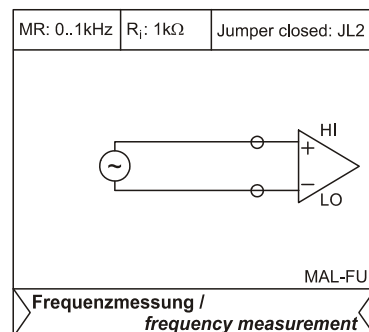 MR: 0..1kHz Ri: 1kΩ Jumper closed: JL2
~
+ HI
− LO
MAL-FU
Frequenzmessung /
frequency measurement